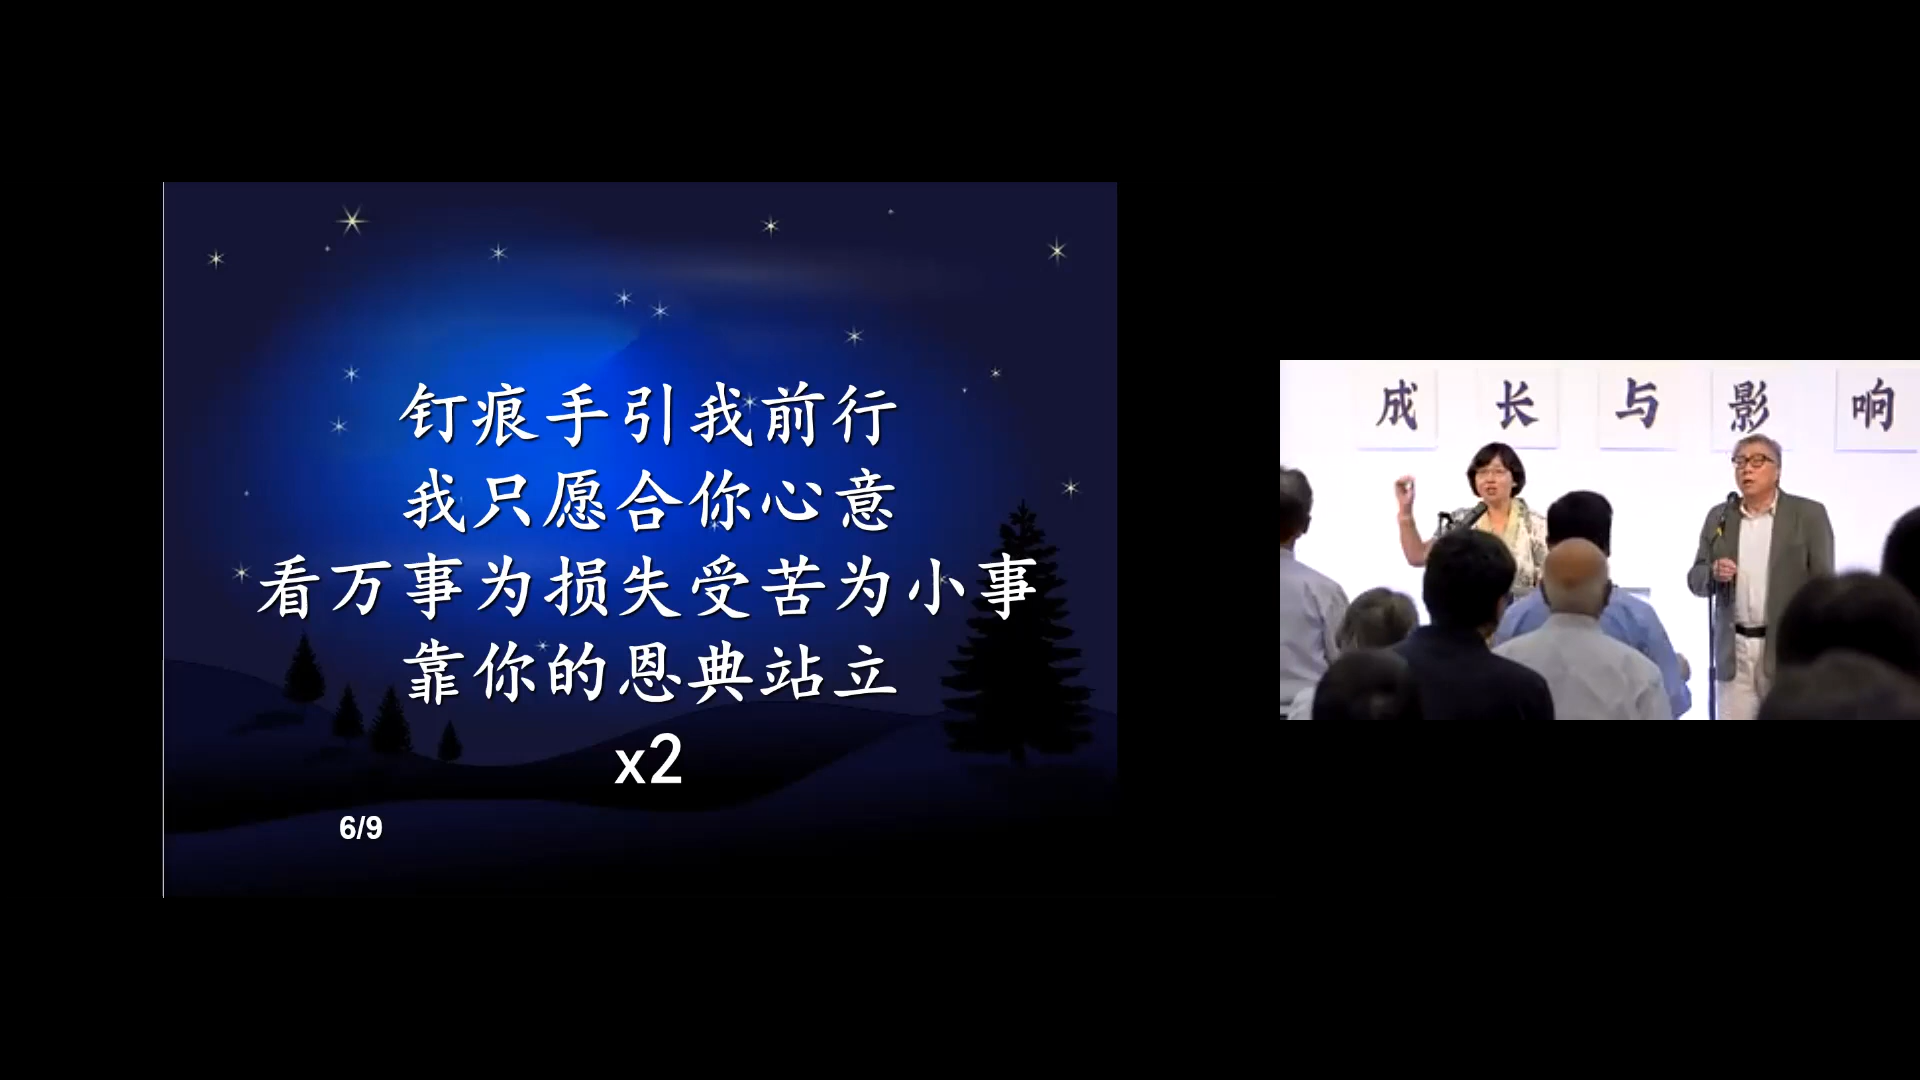 钉痕手引我前行
我只愿合你心意
看万事为损失受苦为小事
靠你的恩典站立
x2
6/9
成长与影响